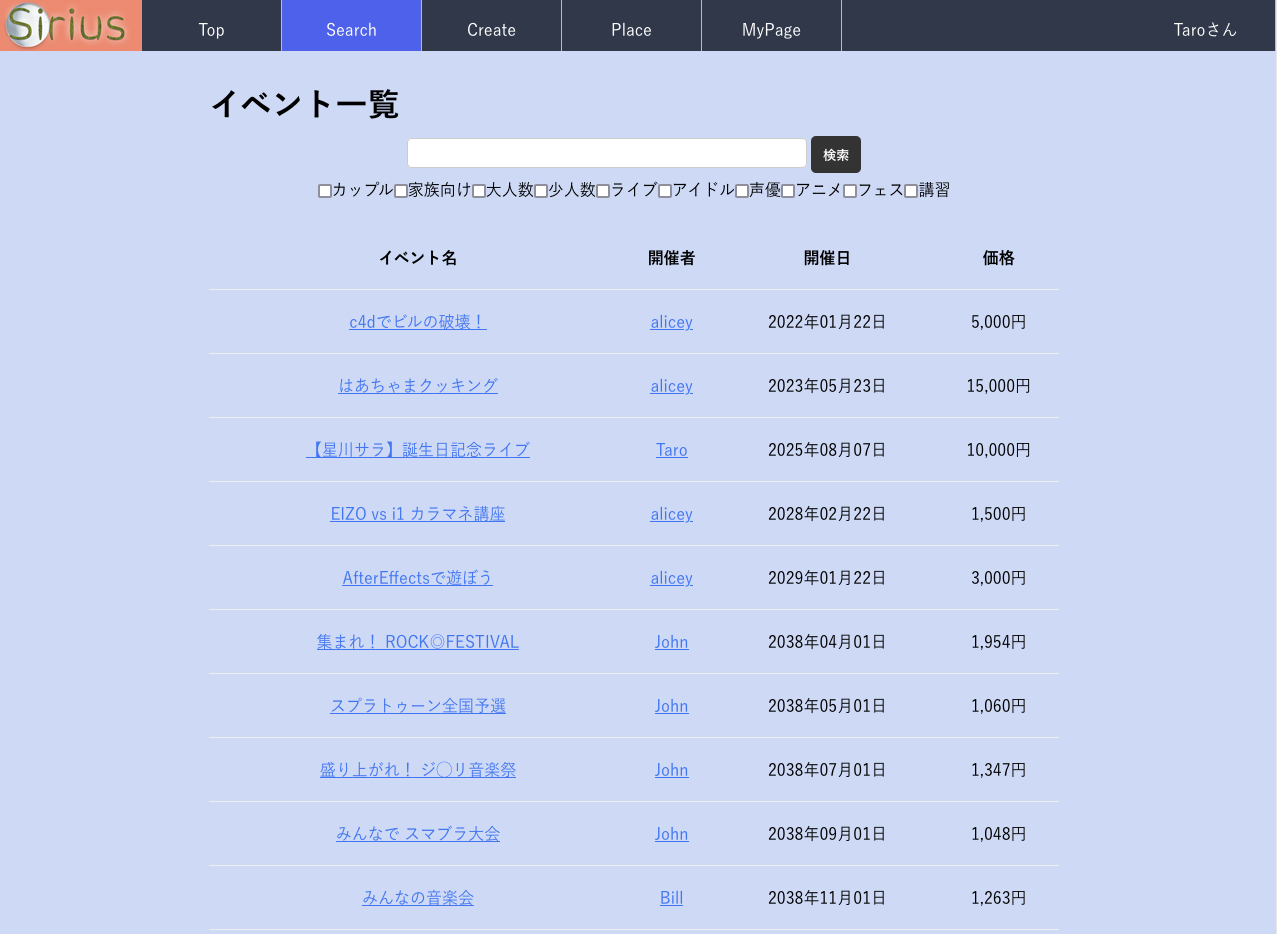 Sirius Top Search Create Place MyPage Taroさん
イベント一覧
検索
カップル 家族向け 大人数 少人数 ライブ アイドル 声優 アニメ フェス 講習
イベント名 開催者 開催日 価格
c4dでビルの破壊！ alicey 2022年01月22日 5,000円
はあちゃまクッキング alicey 2023年05月23日 15,000円
【星川サラ】誕生日記念ライブ Taro 2025年08月07日 10,000円
EIZO vs i1 カラマネ講座 alicey 2028年02月22日 1,500円
AfterEffectsで遊ぼう alicey 2029年01月22日 3,000円
集まれ！ ROCK◎FESTIVAL John 2038年04月01日 1,954円
スプラトゥーン全国予選 John 2038年05月01日 1,060円
盛り上がれ！ ジ◯リ音楽祭 John 2038年07月01日 1,347円
みんなで スマブラ大会 John 2038年09月01日 1,048円
みんなの音楽会 Bill 2038年11月01日 1,263円